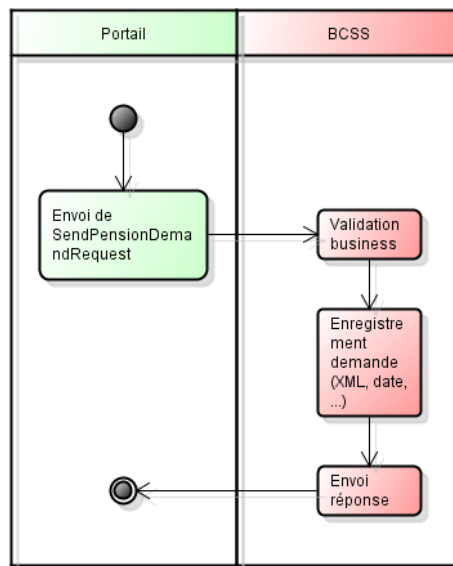 Portail
BCSS
Envoi de
SendPensionDema
ndRequest
Validation
business
Enregistre
ment
demande
(XML, date,
...)
Envoi
réponse